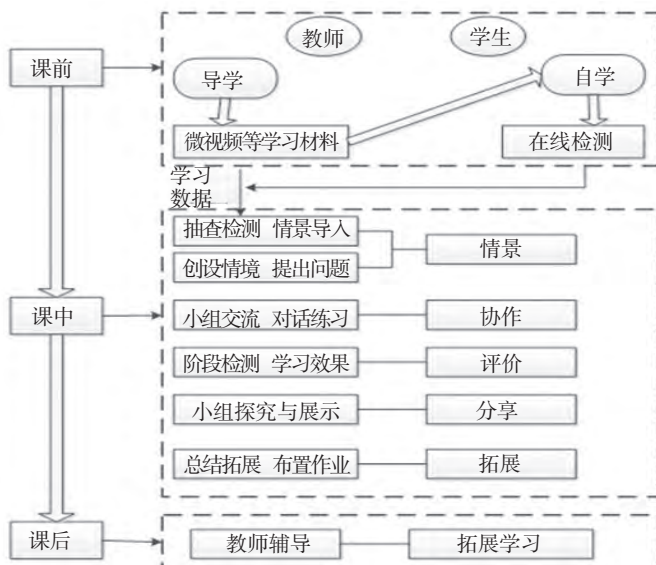 教师 学生
课前
导学 自学
微视频等学习材料 在线检测
学习
数据
抽查检测 情景导入
情景
创设情境 提出问题
课中
小组交流 对话练习 协作
阶段检测 学习效果 评价
小组探究与展示 分享
总结拓展 布置作业 拓展
课后
教师辅导 拓展学习